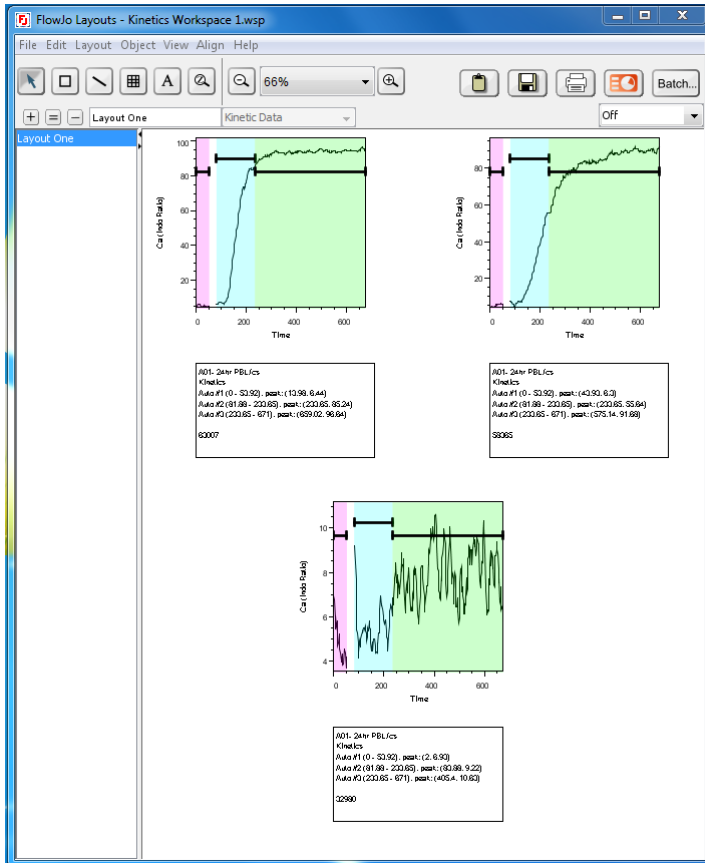 FlowJo Layouts - Kinetics Workspace 1.wsp
File Edit Layout Object View Align Help
A 66% Batch...
Layout One Kinetic Data Off
Layout One
100
80
60
40
20
Ca (Indo Ratio)
0 200 400 600
Time
100
80
60
40
20
Ca (Indo Ratio)
0 200 400 600
Time
A01- 24hr PBL/cs
Kinetics
Auto #1 (0 - 53.92). peak: (13.98. 6.44)
Auto #2 (81.88 - 233.65). peak: (233.65. 85.24)
Auto #3 (233.65 - 671). peak: (659.02. 96.64)
63007
A01- 24hr PBL/cs
Kinetics
Auto #1 (0 - 53.92). peak: (43.93. 6.3)
Auto #2 (81.88 - 233.65). peak: (233.65. 55.64)
Auto #3 (233.65 - 671). peak: (575.14. 91.68)
58365
10
8
6
4
Ca (Indo Ratio)
0 200 400 600
Time
A01- 24hr PBL/cs
Kinetics
Auto #1 (0 - 53.92). peak: (2. 6.93)
Auto #2 (81.88 - 233.65). peak: (83.88. 9.22)
Auto #3 (233.65 - 671). peak: (405.4. 10.63)
32980